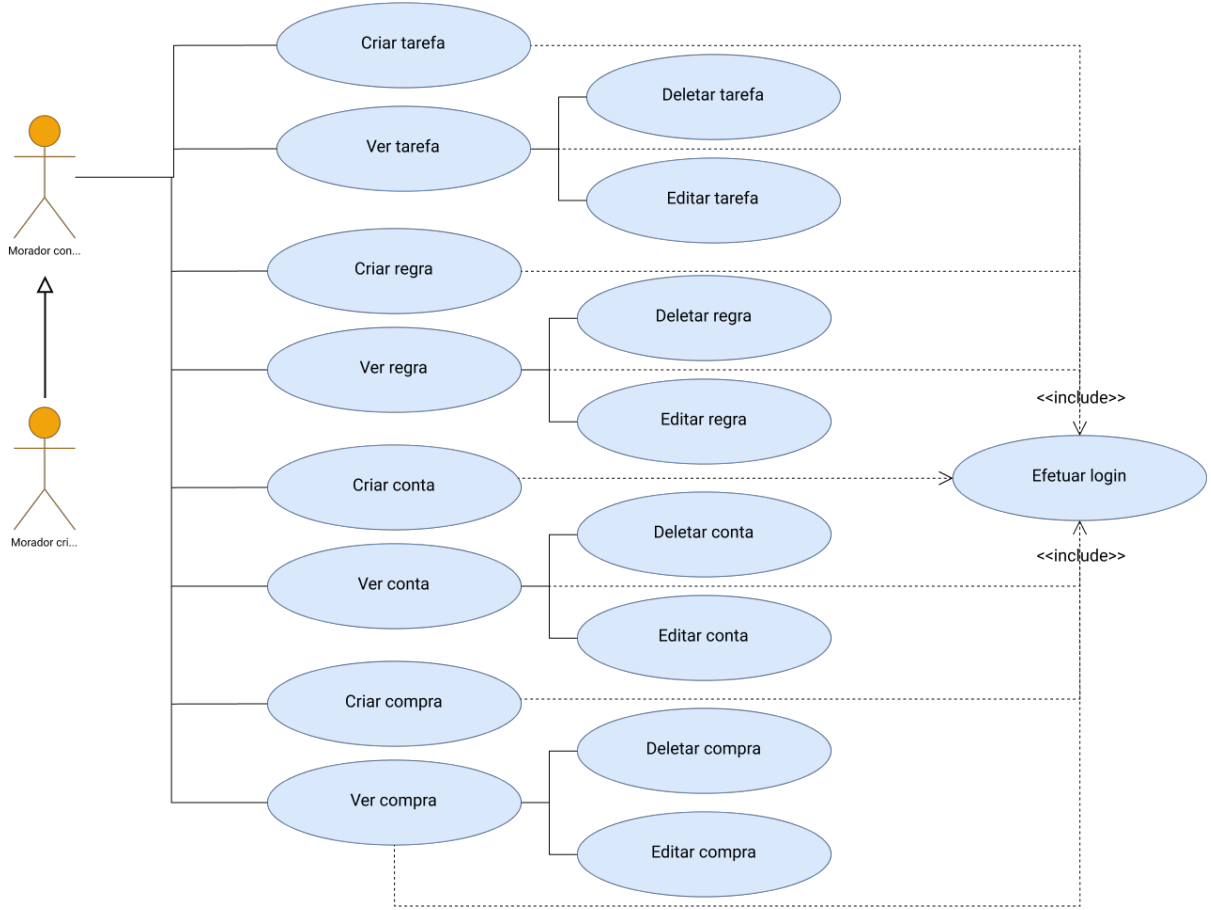 Criar tarefa
Deletar tarefa
Ver tarefa
Editar tarefa
Morador con...
Criar regra
Deletar regra
Ver regra
<<include>>
Editar regra
Criar conta
Efetuar login
Morador cri...
Deletar conta
<<include>>
Ver conta
Editar conta
Criar compra
Deletar compra
Ver compra
Editar compra